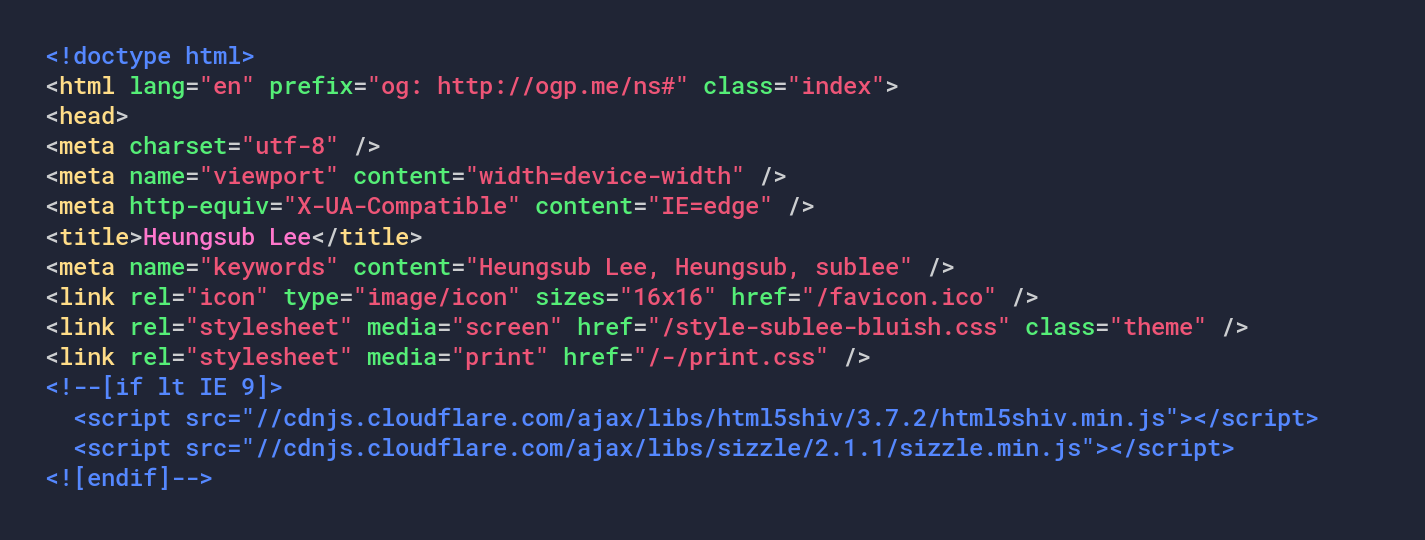 <!doctype html>
<html lang="en" prefix="og: http://ogp.me/ns#" class="index">
<head>
<meta charset="utf-8" />
<meta name="viewport" content="width=device-width" />
<meta http-equiv="X-UA-Compatible" content="IE=edge" />
<title>Heungsub Lee</title>
<meta name="keywords" content="Heungsub Lee, Heungsub, sublee" />
<link rel="icon" type="image/icon" sizes="16x16" href="/favicon.ico" />
<link rel="stylesheet" media="screen" href="/style-sublee-bluish.css" class="theme" />
<link rel="stylesheet" media="print" href="/-/print.css" />
<!--[if lt IE 9]>
  <script src="//cdnjs.cloudflare.com/ajax/libs/html5shiv/3.7.2/html5shiv.min.js"></script>
  <script src="//cdnjs.cloudflare.com/ajax/libs/sizzle/2.1.1/sizzle.min.js"></script>
<![endif]-->